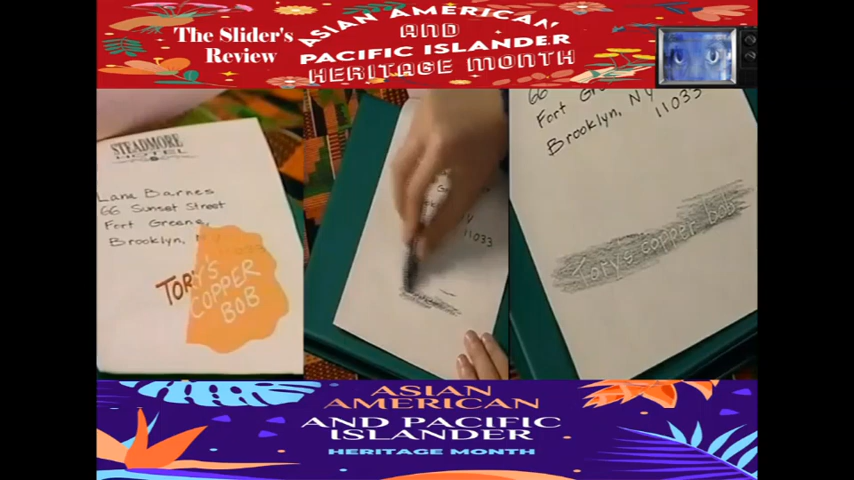 The Slider's
Review
ASIAN AMERICAN
AND
PACIFIC ISLANDER
HERITAGE MONTH
STEADMORE
HOTEL
Lana Barnes
66 Sunset Street
Fort Greene,
Brooklyn, N
11033
TORY'S
COPPER
BOB
11033
66
Fort Gre
Brooklyn, NY
11033
Tory's copper bob
ASIAN
AMERICAN
AND PACIFIC
ISLANDER
HERITAGE MONTH